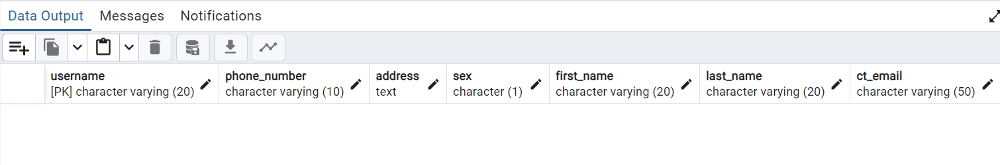 Data Output Messages Notifications
username phone_number address sex first_name last_name ct_email
[PK] character varying (20) character varying (10) text character (1) character varying (20) character varying (20) character varying (50)